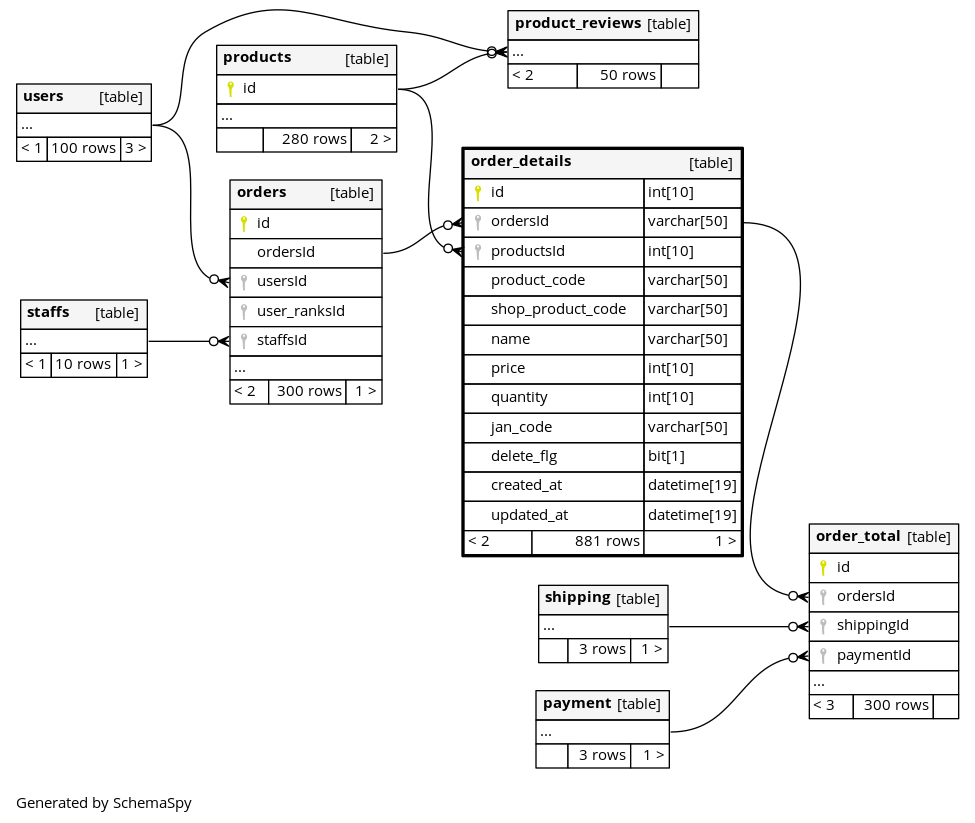 product_reviews [table]
...
< 2 50 rows
products [table]
id
...
280 rows 2 >
users [table]
...
< 1 100 rows 3 >
order_details [table]
id int[10]
ordersId varchar[50]
productsId int[10]
product_code varchar[50]
shop_product_code varchar[50]
name varchar[50]
price int[10]
quantity int[10]
jan_code varchar[50]
delete_flg bit[1]
created_at datetime[19]
updated_at datetime[19]
< 2 881 rows 1 >
orders [table]
id
ordersId
usersId
user_ranksId
staffsId
...
< 2 300 rows 1 >
staffs [table]
...
< 1 10 rows 1 >
order_total [table]
id
ordersId
shippingId
paymentId
...
< 3 300 rows
shipping [table]
...
3 rows 1 >
payment [table]
...
3 rows 1 >
Generated by SchemaSpy